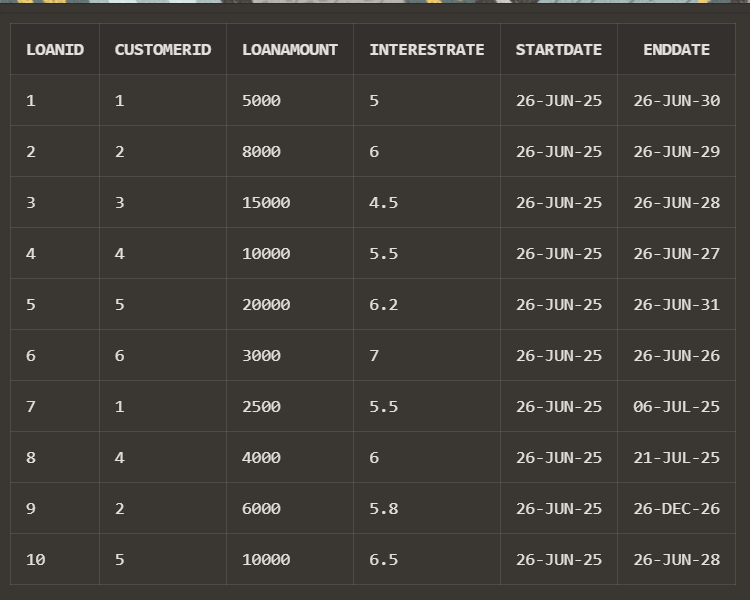 LOANID CUSTOMERID LOANAMOUNT INTERESTRATE STARTDATE ENDDATE
1 1 5000 5 26-JUN-25 26-JUN-30
2 2 8000 6 26-JUN-25 26-JUN-29
3 3 15000 4.5 26-JUN-25 26-JUN-28
4 4 10000 5.5 26-JUN-25 26-JUN-27
5 5 20000 6.2 26-JUN-25 26-JUN-31
6 6 3000 7 26-JUN-25 26-JUN-26
7 1 2500 5.5 26-JUN-25 06-JUL-25
8 4 4000 6 26-JUN-25 21-JUL-25
9 2 6000 5.8 26-JUN-25 26-DEC-26
10 5 10000 6.5 26-JUN-25 26-JUN-28